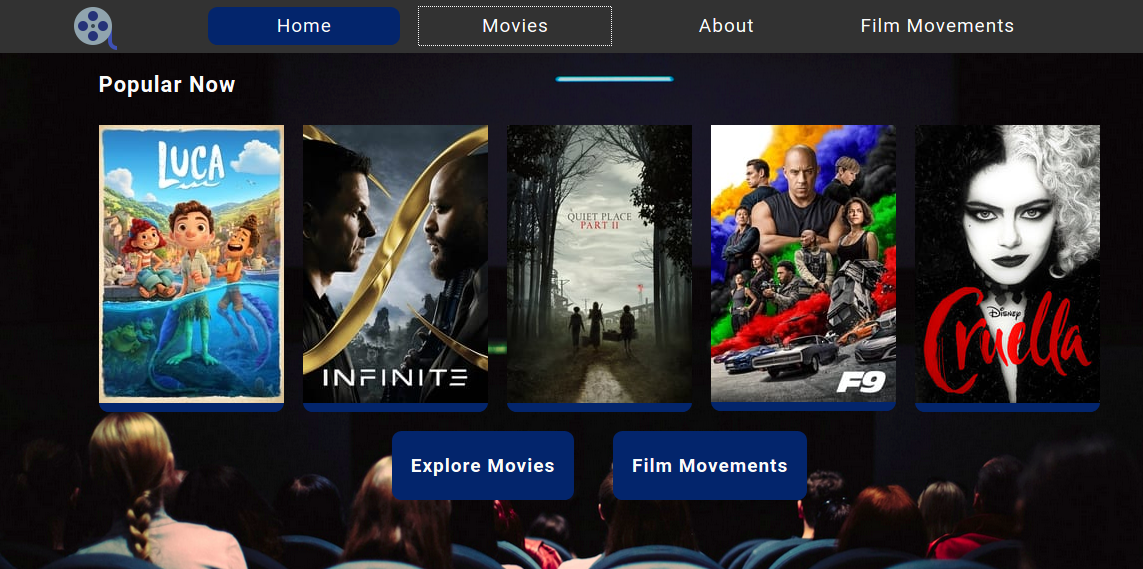 Home
Movies
About
Film Movements
Popular Now
LUCA
INFINITE
QUIET PLACE
PART II
F9
Disney
Cruella
Explore Movies
Film Movements